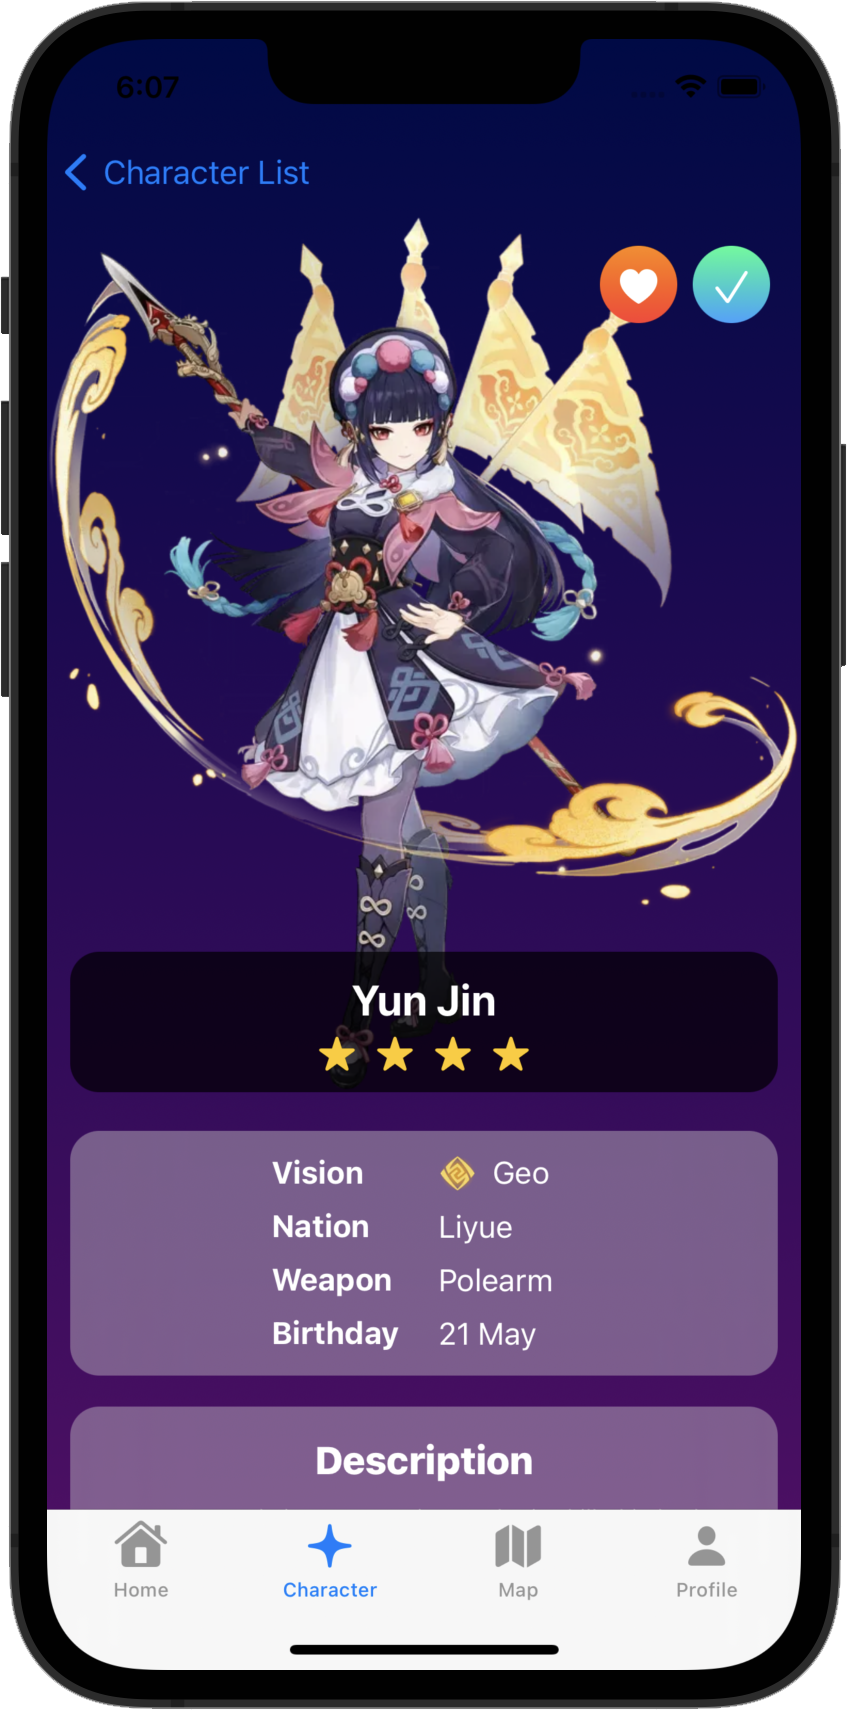 6:07
Character List
Yun Jin
Vision Geo
Nation Liyue
Weapon Polearm
Birthday 21 May
Description
Home Character Map Profile